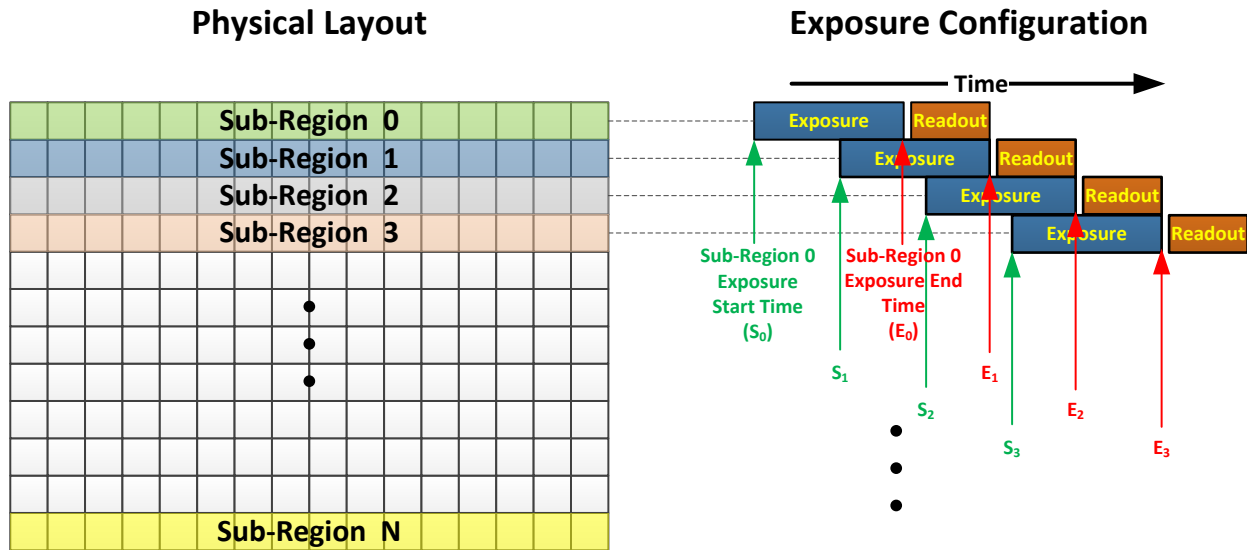 Physical Layout
Exposure Configuration
Time
Sub-Region 0
Exposure
Readout
Sub-Region 1
Exposure
Readout
Sub-Region 2
Exposure
Readout
Sub-Region 3
Exposure
Readout
Sub-Region 0
Exposure
Start Time
(S₀)
Sub-Region 0
Exposure End
Time
(E₀)
S₁
E₁
S₂
E₂
S₃
E₃
Sub-Region N